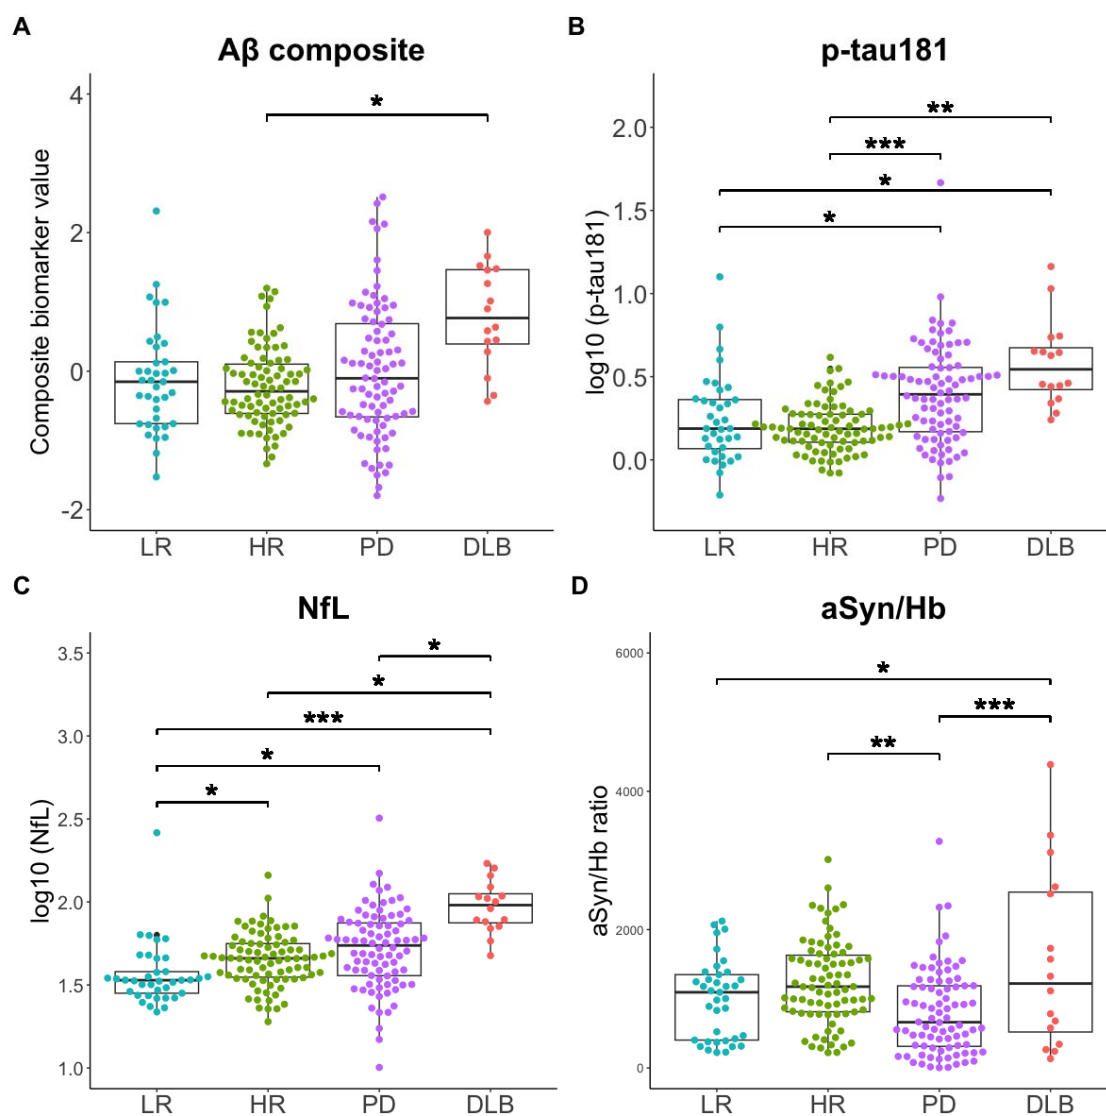 A
Aβ composite
*
Composite biomarker value
4
2
0
-2
LR HR PD DLB
B
p-tau181
**
***
*
*
log10 (p-tau181)
2.0
1.5
1.0
0.5
0.0
LR HR PD DLB
C
NfL
*
*
***
*
*
log10 (NfL)
3.5
3.0
2.5
2.0
1.5
1.0
LR HR PD DLB
D
aSyn/Hb
*
***
**
aSyn/Hb ratio
6000
4000
2000
0
LR HR PD DLB